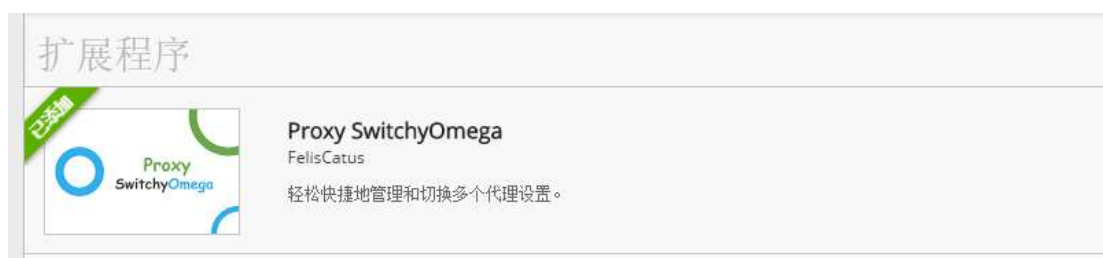 扩展程序
已添加
Proxy
SwitchyOmega
Proxy SwitchyOmega
FelisCatus
轻松快捷地管理和切换多个代理设置。